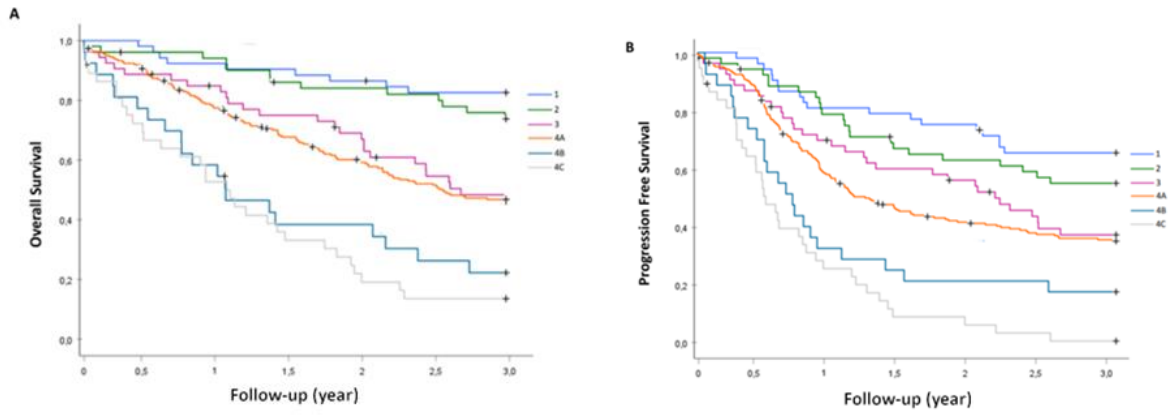 A
Overall Survival
1,0
0,8
0,6
0,4
0,2
0,0
0
0,5
1
1,5
2
2,5
3,0
Follow-up (year)
1
2
3
4A
4B
4C
B
Progression Free Survival
1,0
0,8
0,6
0,4
0,2
0,0
0
0,5
1
1,5
2
2,5
3,0
Follow-up (year)
1
2
3
4A
4B
4C